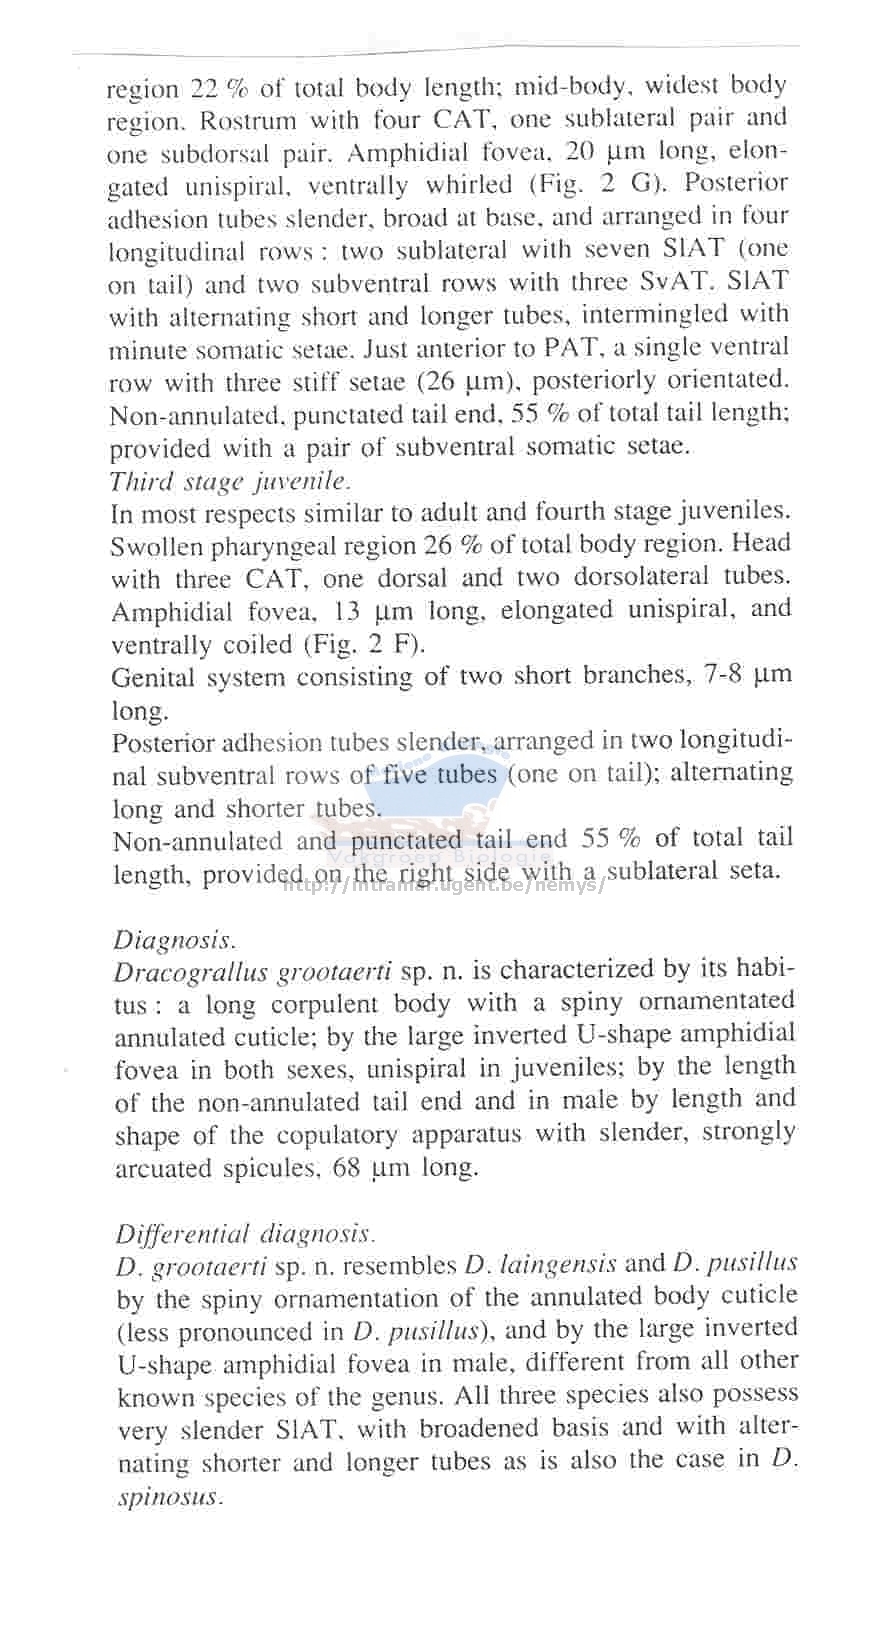 region 22 % of total body length; mid-body, widest body
region. Rostrum with four CAT, one sublateral pair and
one subdorsal pair. Amphidial fovea, 20 µm long, elon-
gated unispiral, ventrally whirled (Fig. 2 G). Posterior
adhesion tubes slender, broad at base, and arranged in four
longitudinal rows : two sublateral with seven SlAT (one
on tail) and two subventral rows with three SvAT. SlAT
with alternating short and longer tubes, intermingled with
minute somatic setae. Just anterior to PAT, a single ventral
row with three stiff setae (26 µm), posteriorly orientated.
Non-annulated, punctated tail end, 55 % of total tail length;
provided with a pair of subventral somatic setae.
Third stage juvenile.
In most respects similar to adult and fourth stage juveniles.
Swollen pharyngeal region 26 % of total body region. Head
with three CAT, one dorsal and two dorsolateral tubes.
Amphidial fovea, 13 µm long, elongated unispiral, and
ventrally coiled (Fig. 2 F).
Genital system consisting of two short branches, 7-8 µm
long.
Posterior adhesion tubes slender, arranged in two longitudi-
nal subventral rows of five tubes (one on tail); alternating
long and shorter tubes.
Non-annulated and punctated tail end 55 % of total tail
Vakgroep Biologie
length, provided on the right side with a sublateral seta.
http://intramar.ugent.be/nemys/
Diagnosis.
Dracograllus grootaerti sp. n. is characterized by its habi-
tus : a long corpulent body with a spiny ornamentated
annulated cuticle; by the large inverted U-shape amphidial
fovea in both sexes, unispiral in juveniles; by the length
of the non-annulated tail end and in male by length and
shape of the copulatory apparatus with slender, strongly
arcuated spicules, 68 µm long.
Differential diagnosis.
D. grootaerti sp. n. resembles D. laingensis and D. pusillus
by the spiny ornamentation of the annulated body cuticle
(less pronounced in D. pusillus), and by the large inverted
U-shape amphidial fovea in male, different from all other
known species of the genus. All three species also possess
very slender SlAT, with broadened basis and with alter-
nating shorter and longer tubes as is also the case in D.
spinosus.